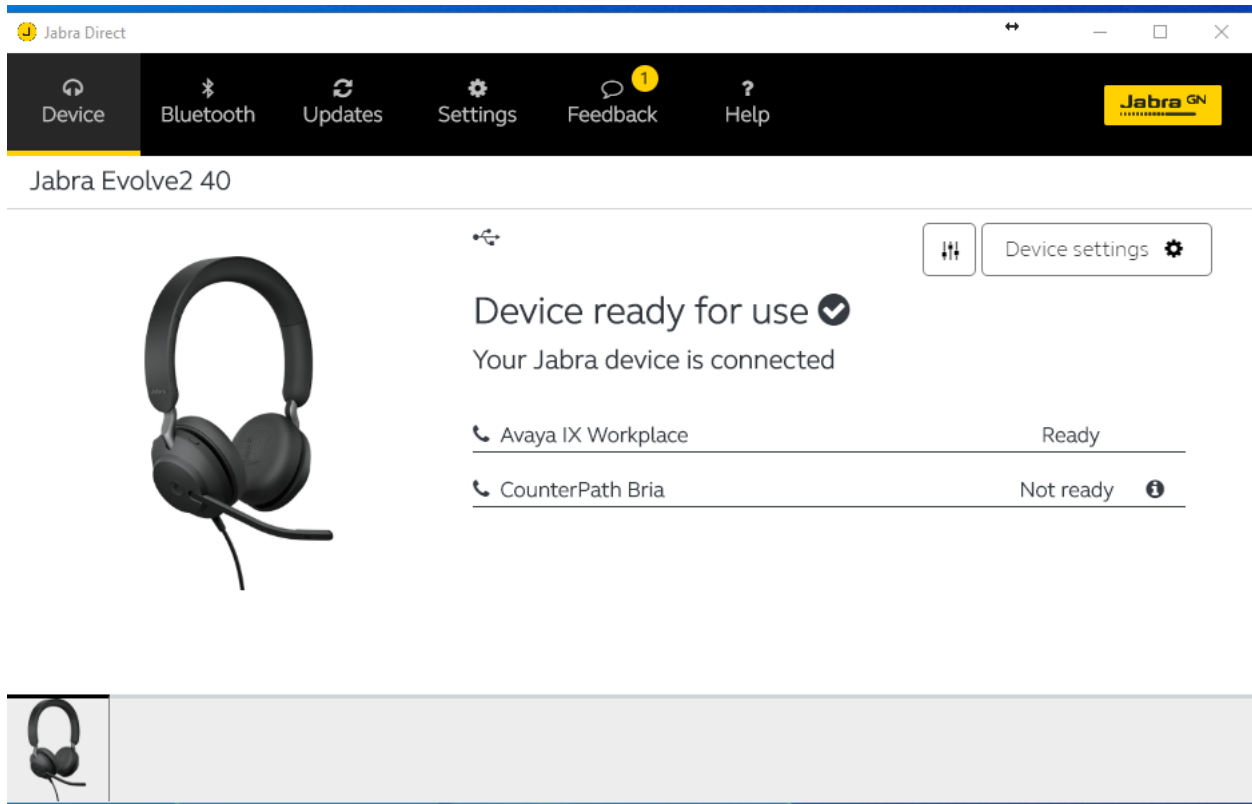 Jabra Direct
Device
Bluetooth
Updates
Settings
1
Feedback
?
Help
Jabra GN
Jabra Evolve2 40
Device settings
Device ready for use
Your Jabra device is connected
Avaya IX Workplace Ready
CounterPath Bria Not ready